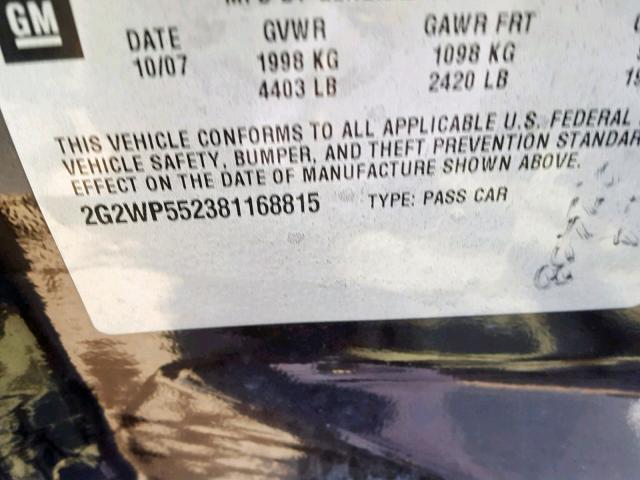 GM
DATE GVWR GAWR FRT
10/07 1998 KG 1098 KG
4403 LB 2420 LB
THIS VEHICLE CONFORMS TO ALL APPLICABLE U.S. FEDERAL
VEHICLE SAFETY, BUMPER, AND THEFT PREVENTION STANDAR
EFFECT ON THE DATE OF MANUFACTURE SHOWN ABOVE.
2G2WP552381168815 TYPE: PASS CAR